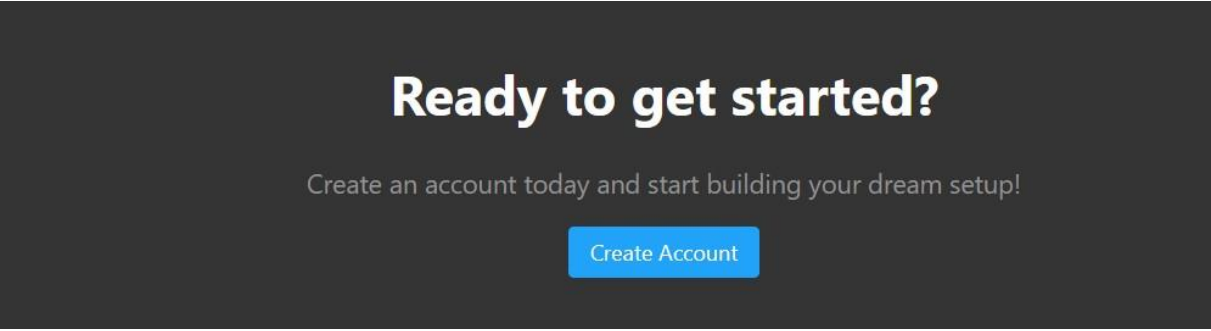 Ready to get started?
Create an account today and start building your dream setup!
Create Account